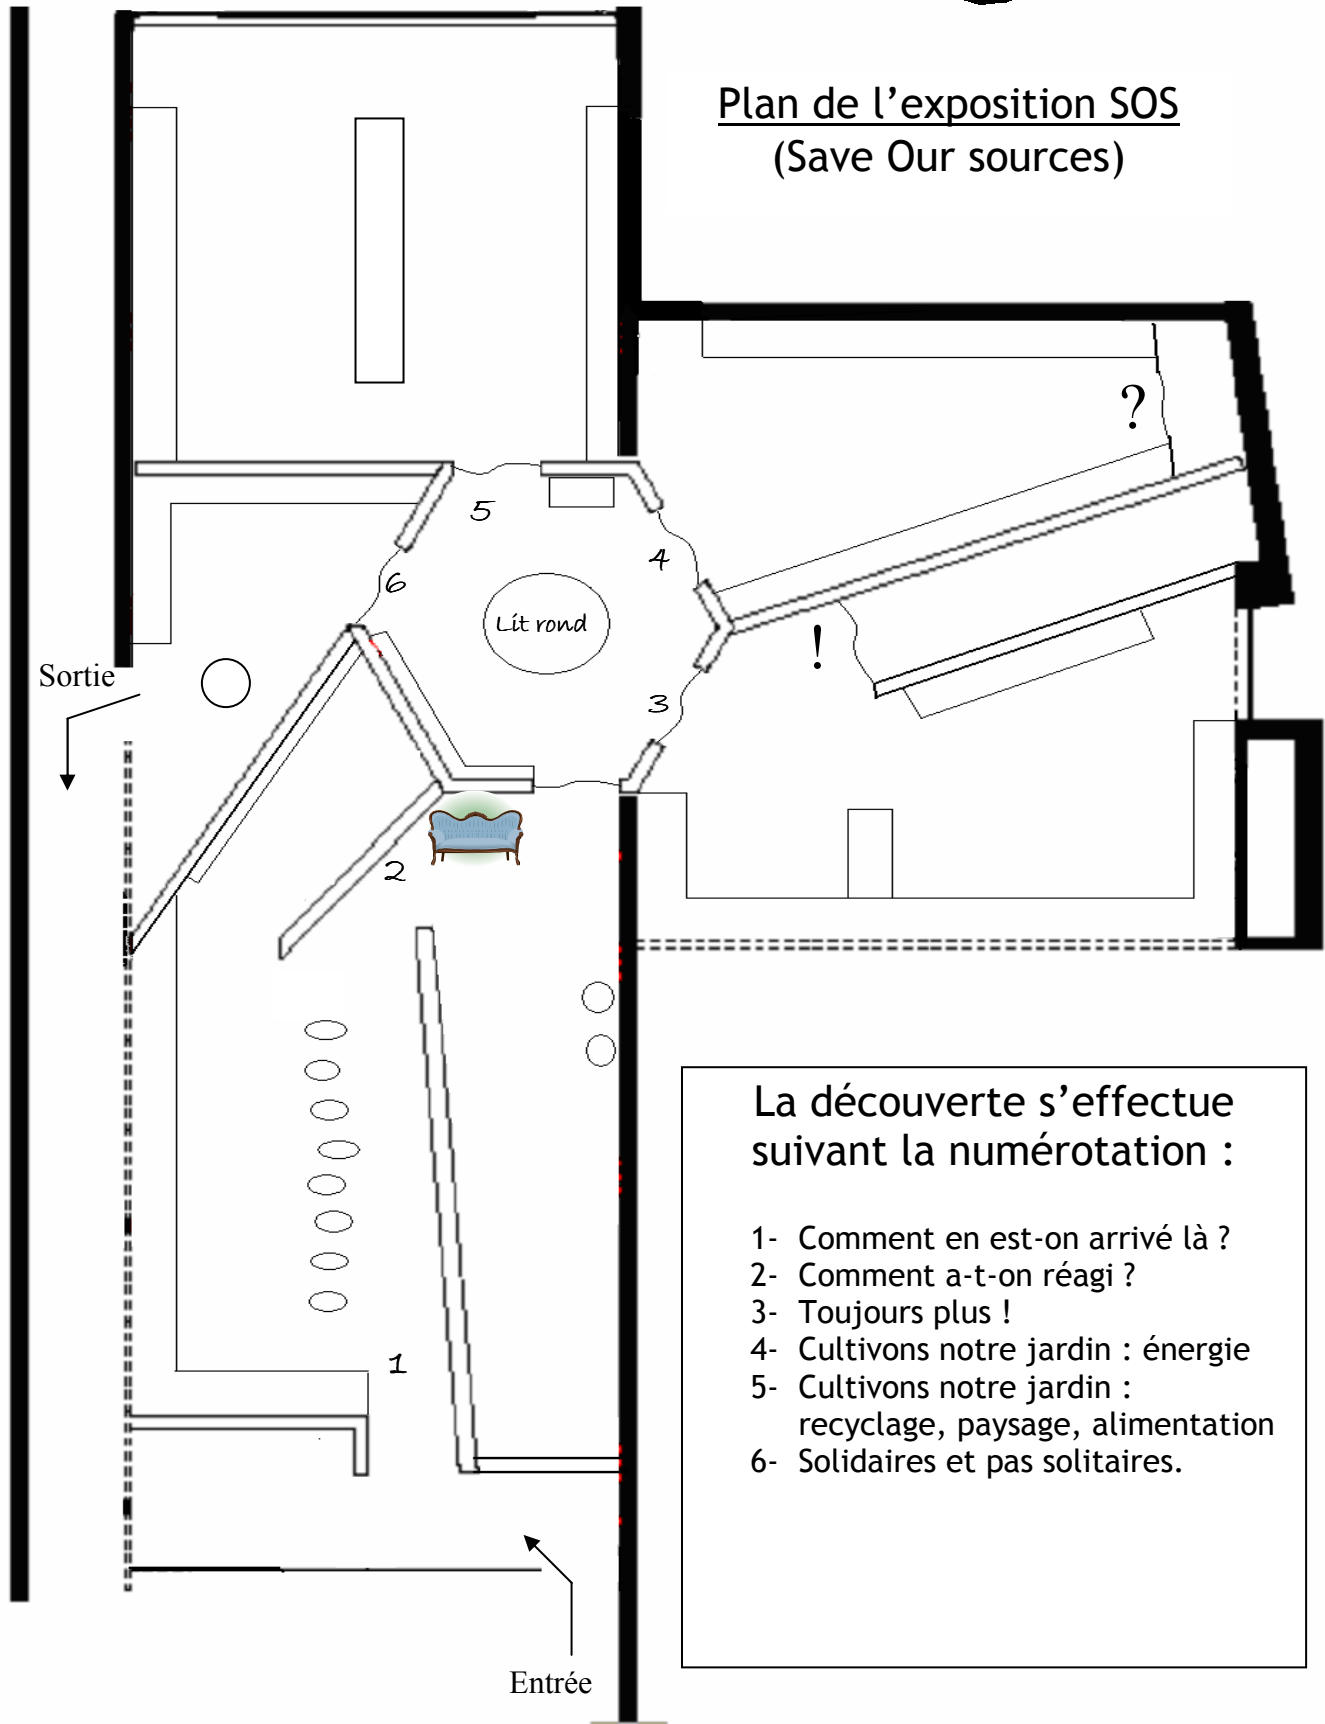 Plan de l’exposition SOS
(Save Our sources)
?
5
4
6
Lit rond
!
Sortie
3
2
La découverte s’effectue
suivant la numérotation :
1- Comment en est-on arrivé là ?
2- Comment a-t-on réagi ?
3- Toujours plus !
4- Cultivons notre jardin : énergie
5- Cultivons notre jardin :
recyclage, paysage, alimentation
6- Solidaires et pas solitaires.
1
Entrée